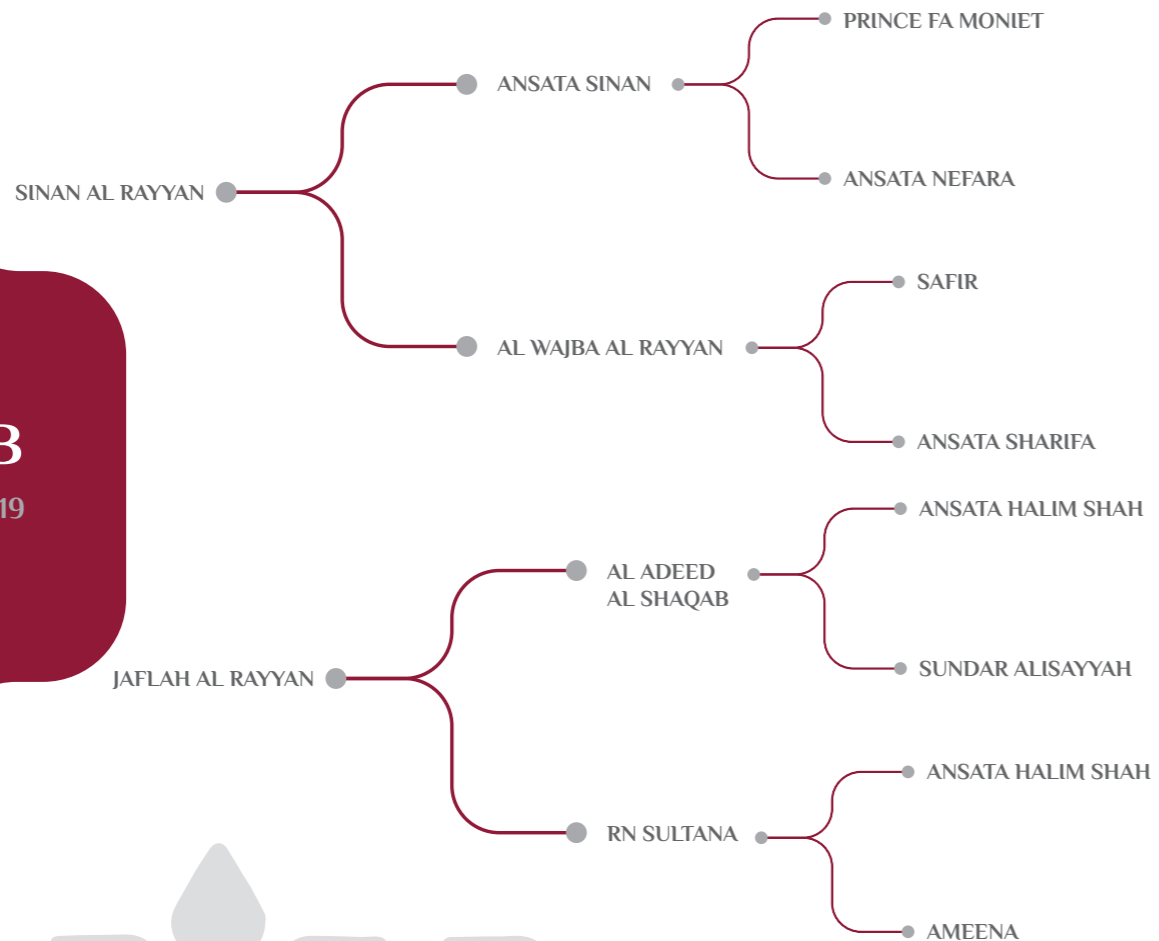 PRINCE FA MONIET
ANSATA SINAN
ANSATA NEFARA
SINAN AL RAYYAN
SAFIR
AL WAJBA AL RAYYAN
ANSATA SHARIFA
B
19
ANSATA HALIM SHAH
AL ADEED
AL SHAQAB
SUNDAR ALISAYYAH
JAFLAH AL RAYYAN
ANSATA HALIM SHAH
RN SULTANA
AMEENA